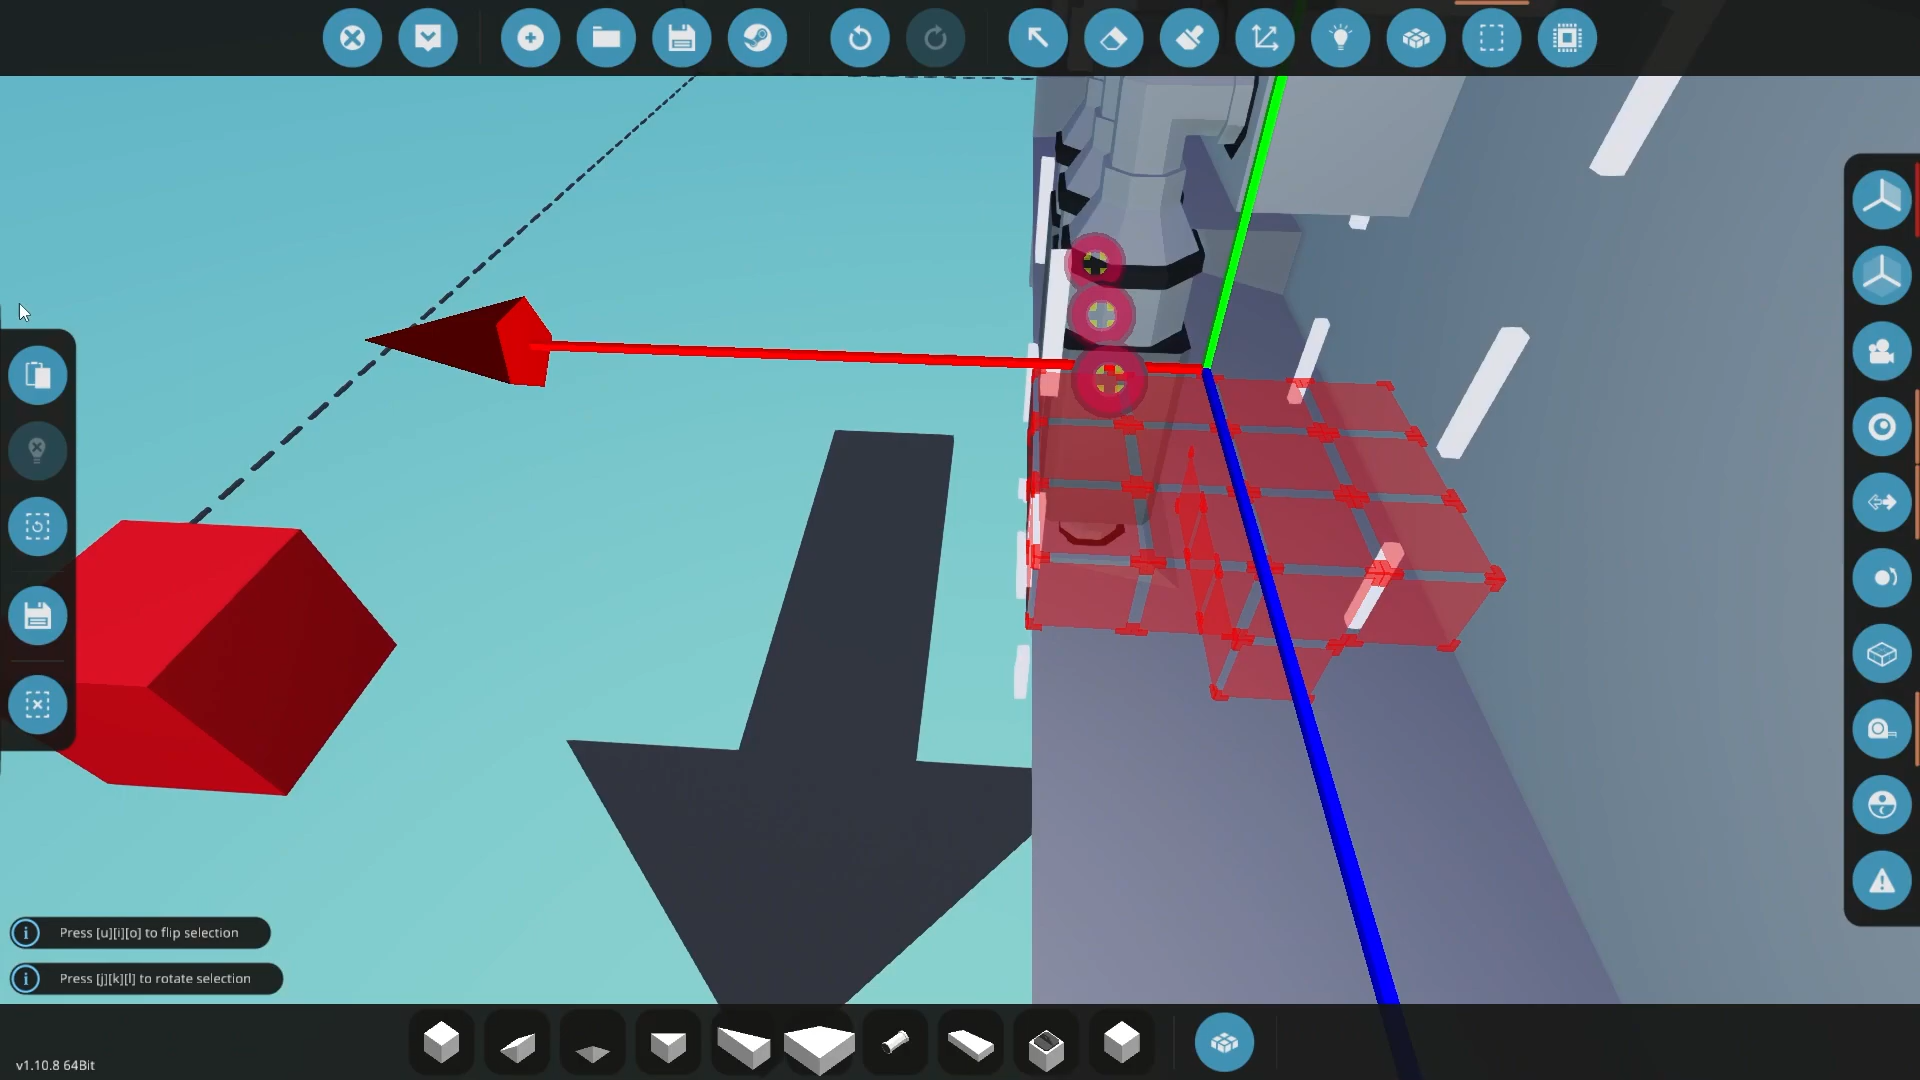 Press [u][i][o] to flip selection
Press [j][k][l] to rotate selection
v1.10.8 64Bit